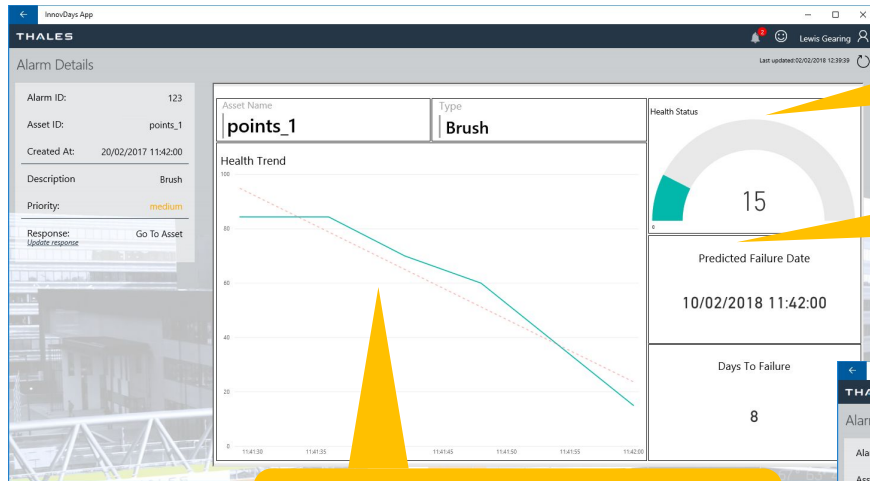 InnovDays App
THALES
2
Lewis Gearing
Alarm Details
Last updated:02/02/2018 12:39:39
Alarm ID: 123
Asset ID: points_1
Created At: 20/02/2017 11:42:00
Description Brush
Priority: medium
Response: Go To Asset
Update response
Asset Name
points_1
Type
Brush
Health Status
15
0
Health Trend
100
80
60
40
20
0
11:41:30 11:41:35 11:41:45 11:41:50 11:41:55 11:42:00
Predicted Failure Date
10/02/2018 11:42:00
Days To Failure
8
THA
Alar
Ala
Ass